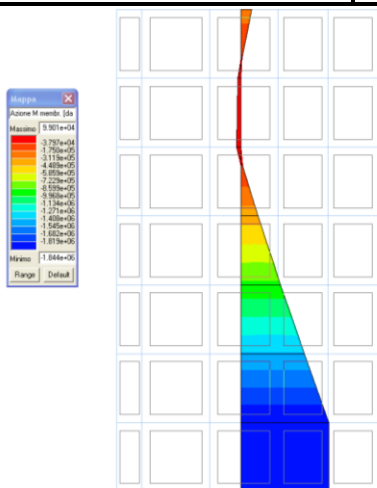 Mappa
Azione M membr. [da
Massimo 9.901e+04
-3.797e+04
-1.750e+05
-3.119e+05
-4.489e+05
-5.859e+05
-7.229e+05
-8.599e+05
-9.968e+05
-1.134e+06
-1.271e+06
-1.408e+06
-1.545e+06
-1.682e+06
-1.819e+06
Minimo -1.844e+06
Range Default